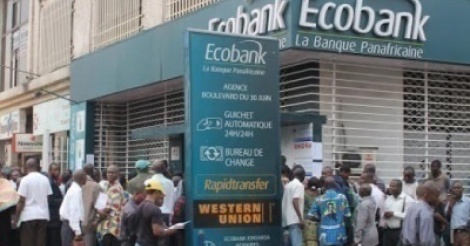 Ecobank
La Banque Panafricaine
Ecobank
La Banque Panafricaine
AGENCE
BOULEVARD DU 30 JUIN
GUICHET
AUTOMATIQUE
24H/24H
BUREAU DE
CHANGE
Rapidtransfer
WESTERN
UNION
ECOBANK KINSHASA